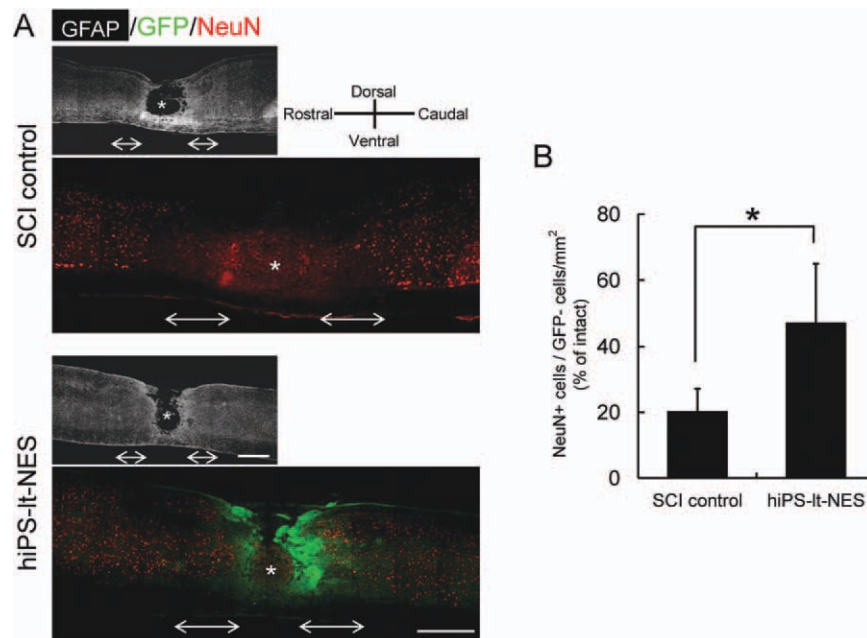 A
GFAP/GFP/NeuN
SCI control
*
Dorsal
Rostral Caudal
Ventral
*
hiPS-lt-NES
*
*
B
NeuN+ cells / GFP- cells/mm²
(% of intact)
80
60
40
20
0
*
SCI control hiPS-lt-NES